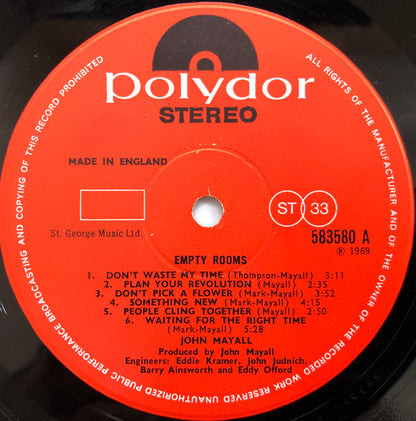 polydor
STEREO
MADE IN ENGLAND
St. George Music Ltd.
ST 33
583580 A
℗ 1969
EMPTY ROOMS
1. DON'T WASTE MY TIME (Thompson-Mayall) 3:11
2. PLAN YOUR REVOLUTION (Mayall) 2:35
3. DON'T PICK A FLOWER (Mark-Mayall) 3:52
4. SOMETHING NEW (Mark-Mayall) 4:15
5. PEOPLE CLING TOGETHER (Mayall) 2:50
6. WAITING FOR THE RIGHT TIME
(Mark-Mayall) 5:28
JOHN MAYALL
Produced by John Mayall
Engineers: Eddie Kramer, John Judnich,
Barry Ainsworth and Eddy Offord
ALL RIGHTS OF THE MANUFACTURER AND OF THE OWNER OF THE RECORDED WORK RESERVED UNAUTHORIZED PUBLIC PERFORMANCE BROADCASTING AND COPYING OF THIS RECORD PROHIBITED